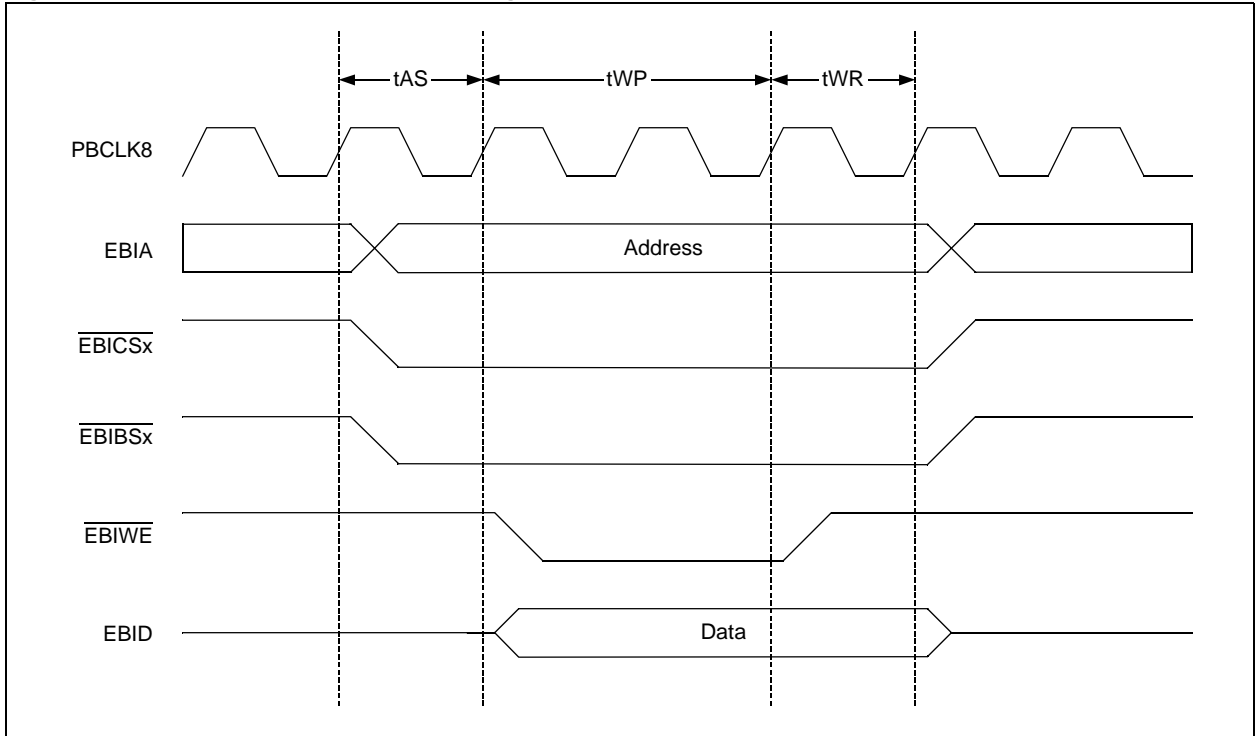 tAS tWP tWR
PBCLK8
EBIA Address
EBICSx
EBIBSx
EBIWE
EBID Data